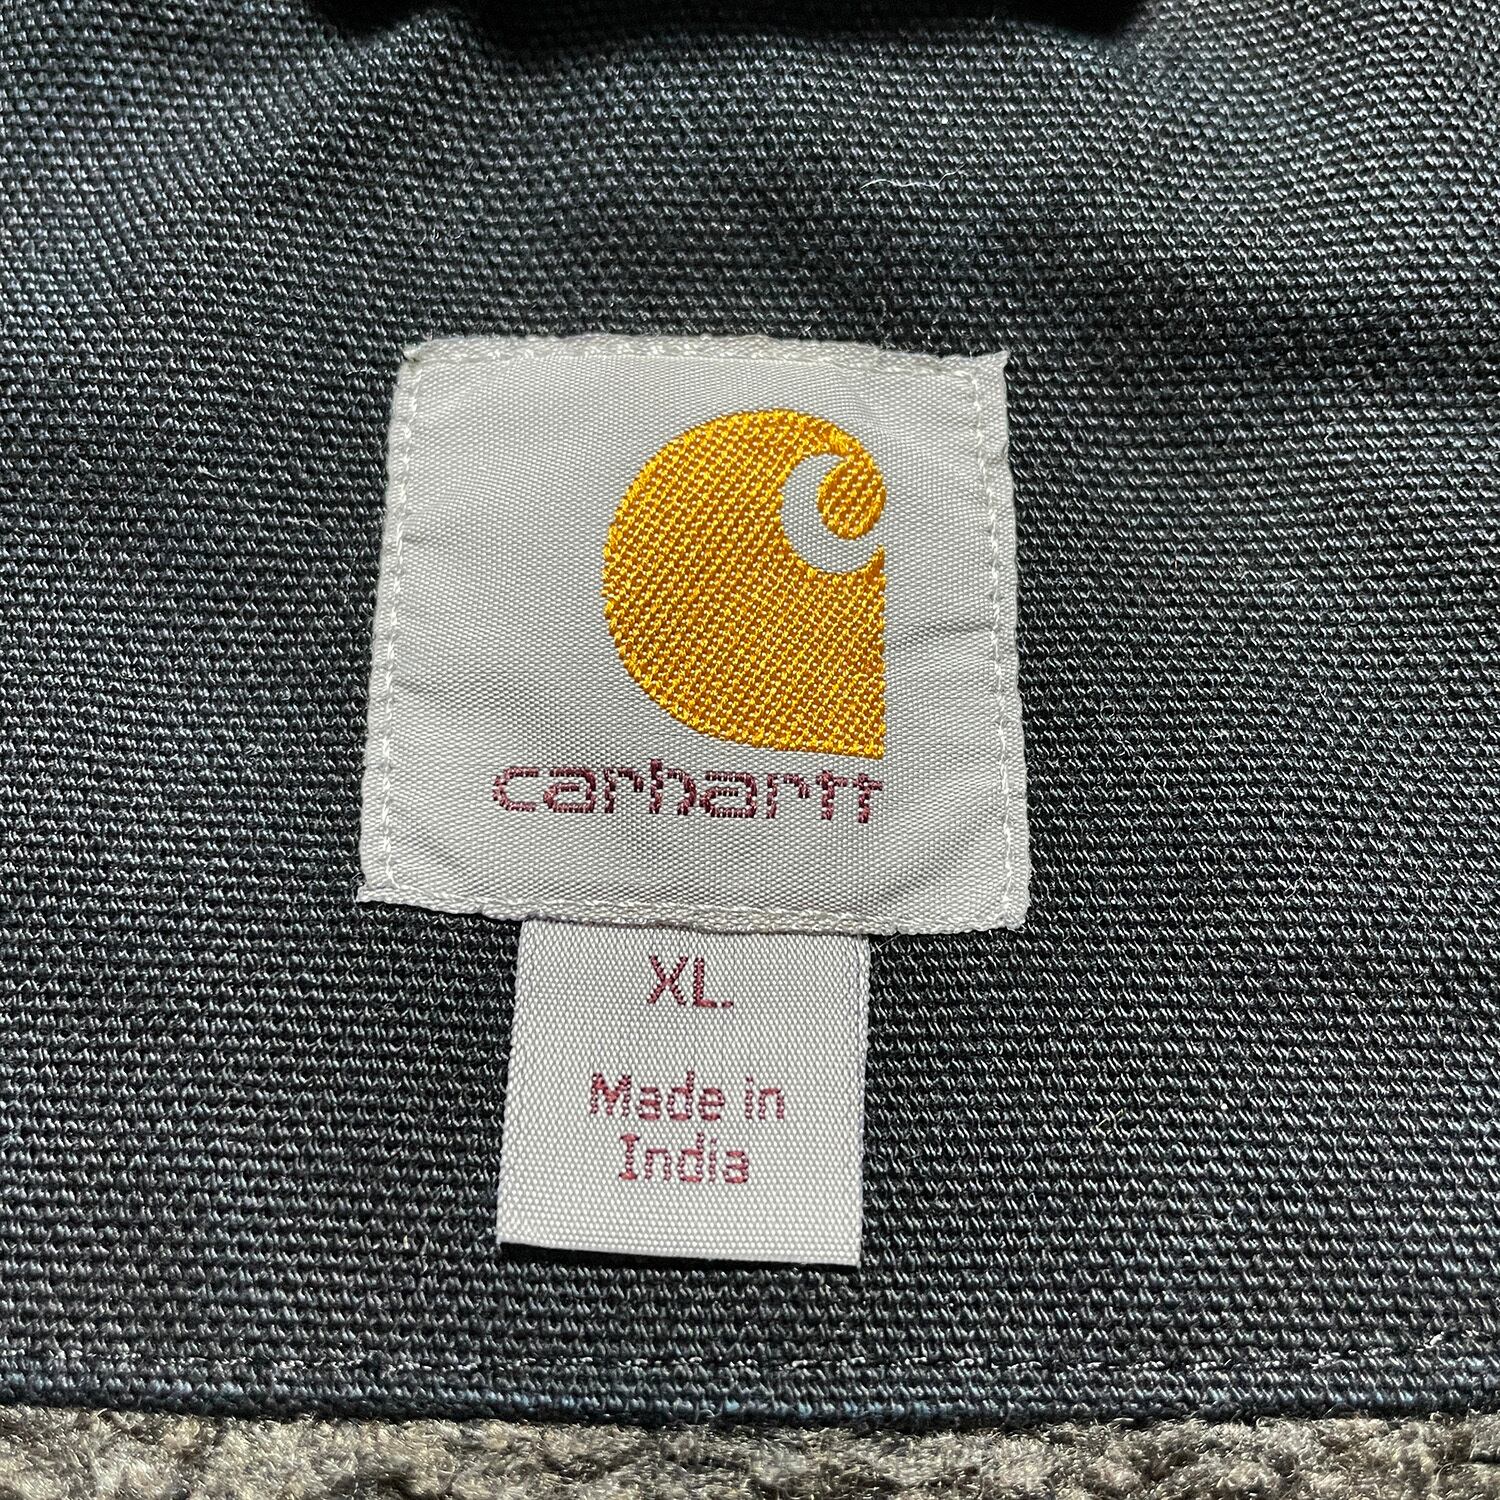 carhartt
XL.
Made in
India